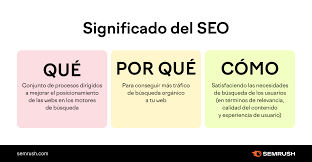 Significado del SEO
QUÉ
Conjunto de procesos dirigidos
a mejorar el posicionamiento
de las webs en los motores
de búsqueda
POR QUÉ
Para conseguir más tráfico
de búsqueda orgánico
a tu web
CÓMO
Satisfaciendo las necesidades
de búsqueda de los usuarios
(en términos de relevancia,
calidad del contenido
y experiencia de usuario)
semrush.com
SEMRUSH